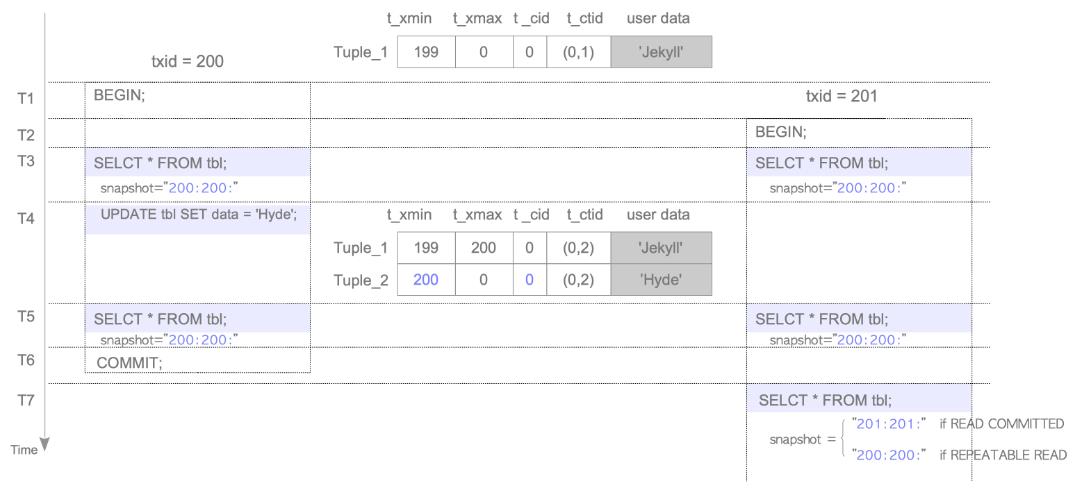 t_xmin t_xmax t_cid t_ctid user data
Tuple_1 199 0 0 (0,1) 'Jekyll'
txid = 200
T1 BEGIN; txid = 201
T2 BEGIN;
T3 SELCT * FROM tbl; SELCT * FROM tbl;
snapshot="200:200:" snapshot="200:200:"
T4 UPDATE tbl SET data = 'Hyde'; t_xmin t_xmax t_cid t_ctid user data
Tuple_1 199 200 0 (0,2) 'Jekyll'
Tuple_2 200 0 0 (0,2) 'Hyde'
T5 SELCT * FROM tbl; SELCT * FROM tbl;
snapshot="200:200:" snapshot="200:200:"
T6 COMMIT;
T7 SELCT * FROM tbl;
"201:201:" if READ COMMITTED
snapshot =
Time "200:200:" if REPEATABLE READ